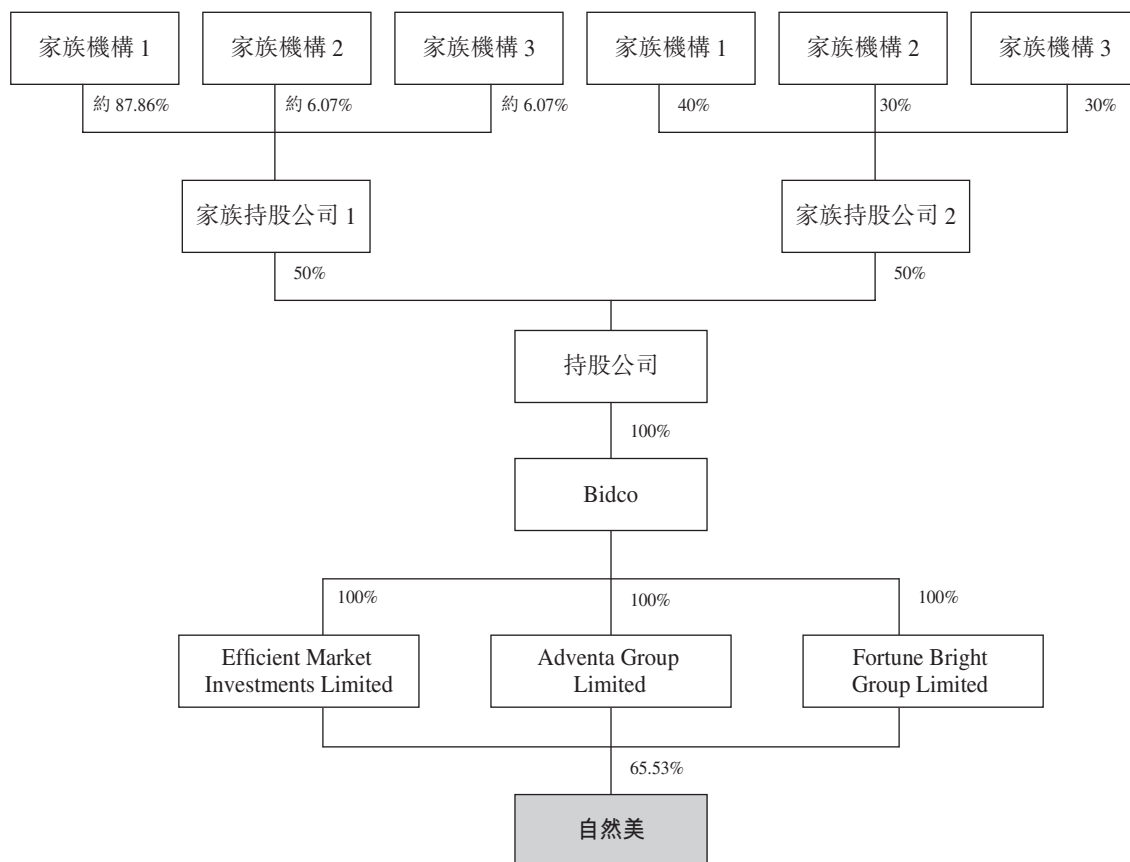 家族機構 1
家族機構 2
家族機構 3
家族機構 1
家族機構 2
家族機構 3
約 87.86%
約 6.07%
約 6.07%
40%
30%
30%
家族持股公司 1
家族持股公司 2
50%
50%
持股公司
100%
Bidco
100%
100%
100%
Efficient Market
Investments Limited
Adventa Group
Limited
Fortune Bright
Group Limited
65.53%
自然美